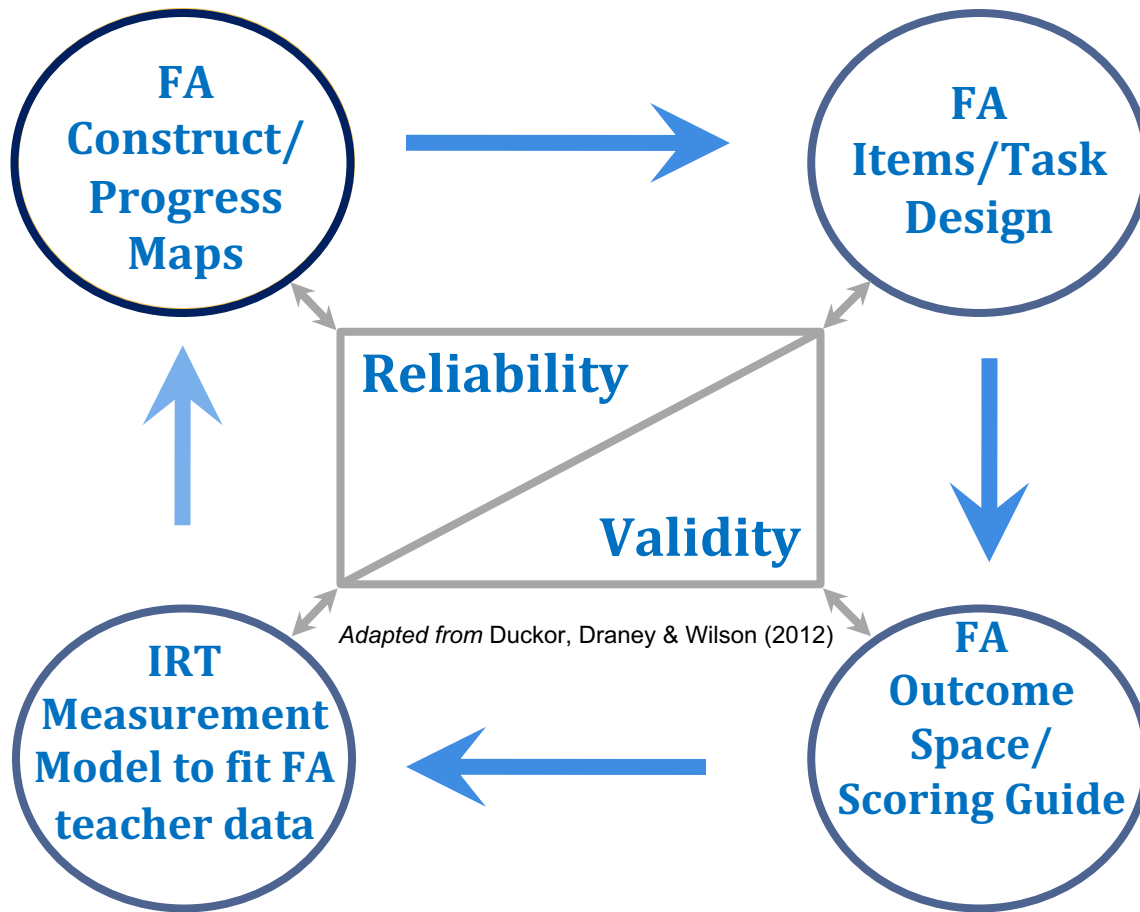 FA
Construct/
Progress
Maps
FA
Items/Task
Design
Reliability
Validity
Adapted from Duckor, Draney & Wilson (2012)
IRT
Measurement
Model to fit FA
teacher data
FA
Outcome
Space/
Scoring Guide